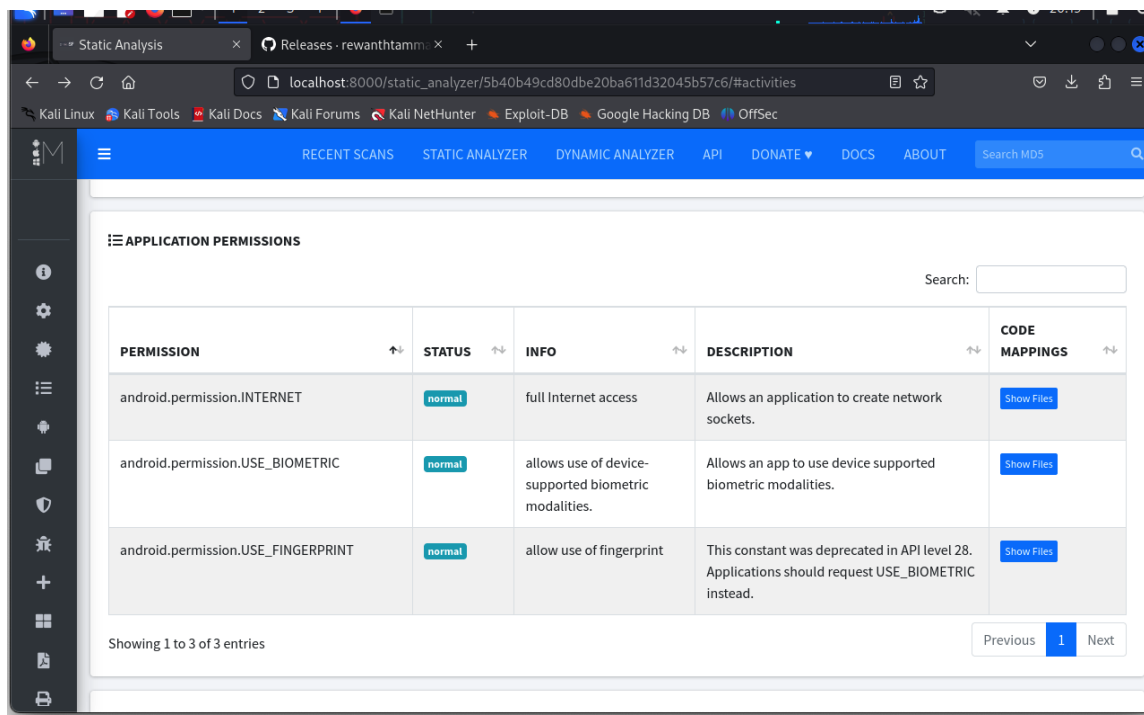 Static Analysis
Releases · rewanthtamma
localhost:8000/static_analyzer/5b40b49cd80dbe20ba611d32045b57c6/#activities
Kali Linux Kali Tools Kali Docs Kali Forums Kali NetHunter Exploit-DB Google Hacking DB OffSec
RECENT SCANS STATIC ANALYZER DYNAMIC ANALYZER API DONATE ♥ DOCS ABOUT Search MD5
APPLICATION PERMISSIONS
Search:
PERMISSION STATUS INFO DESCRIPTION CODE
MAPPINGS
android.permission.INTERNET normal full Internet access Allows an application to create network Show Files
sockets.
android.permission.USE_BIOMETRIC normal allows use of device- Allows an app to use device supported Show Files
supported biometric biometric modalities.
modalities.
android.permission.USE_FINGERPRINT normal allow use of fingerprint This constant was deprecated in API level 28. Show Files
Applications should request USE_BIOMETRIC
instead.
Showing 1 to 3 of 3 entries Previous 1 Next